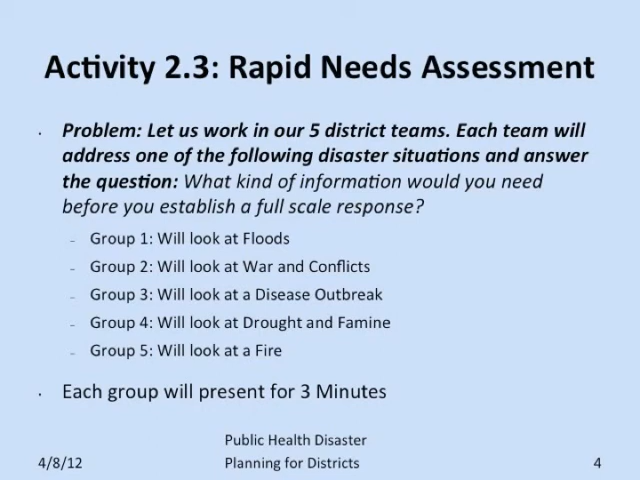 Activity 2.3: Rapid Needs Assessment
• Problem: Let us work in our 5 district teams. Each team will
address one of the following disaster situations and answer
the question: What kind of information would you need
before you establish a full scale response?
– Group 1: Will look at Floods
– Group 2: Will look at War and Conflicts
– Group 3: Will look at a Disease Outbreak
– Group 4: Will look at Drought and Famine
– Group 5: Will look at a Fire
• Each group will present for 3 Minutes
4/8/12
Public Health Disaster
Planning for Districts
4